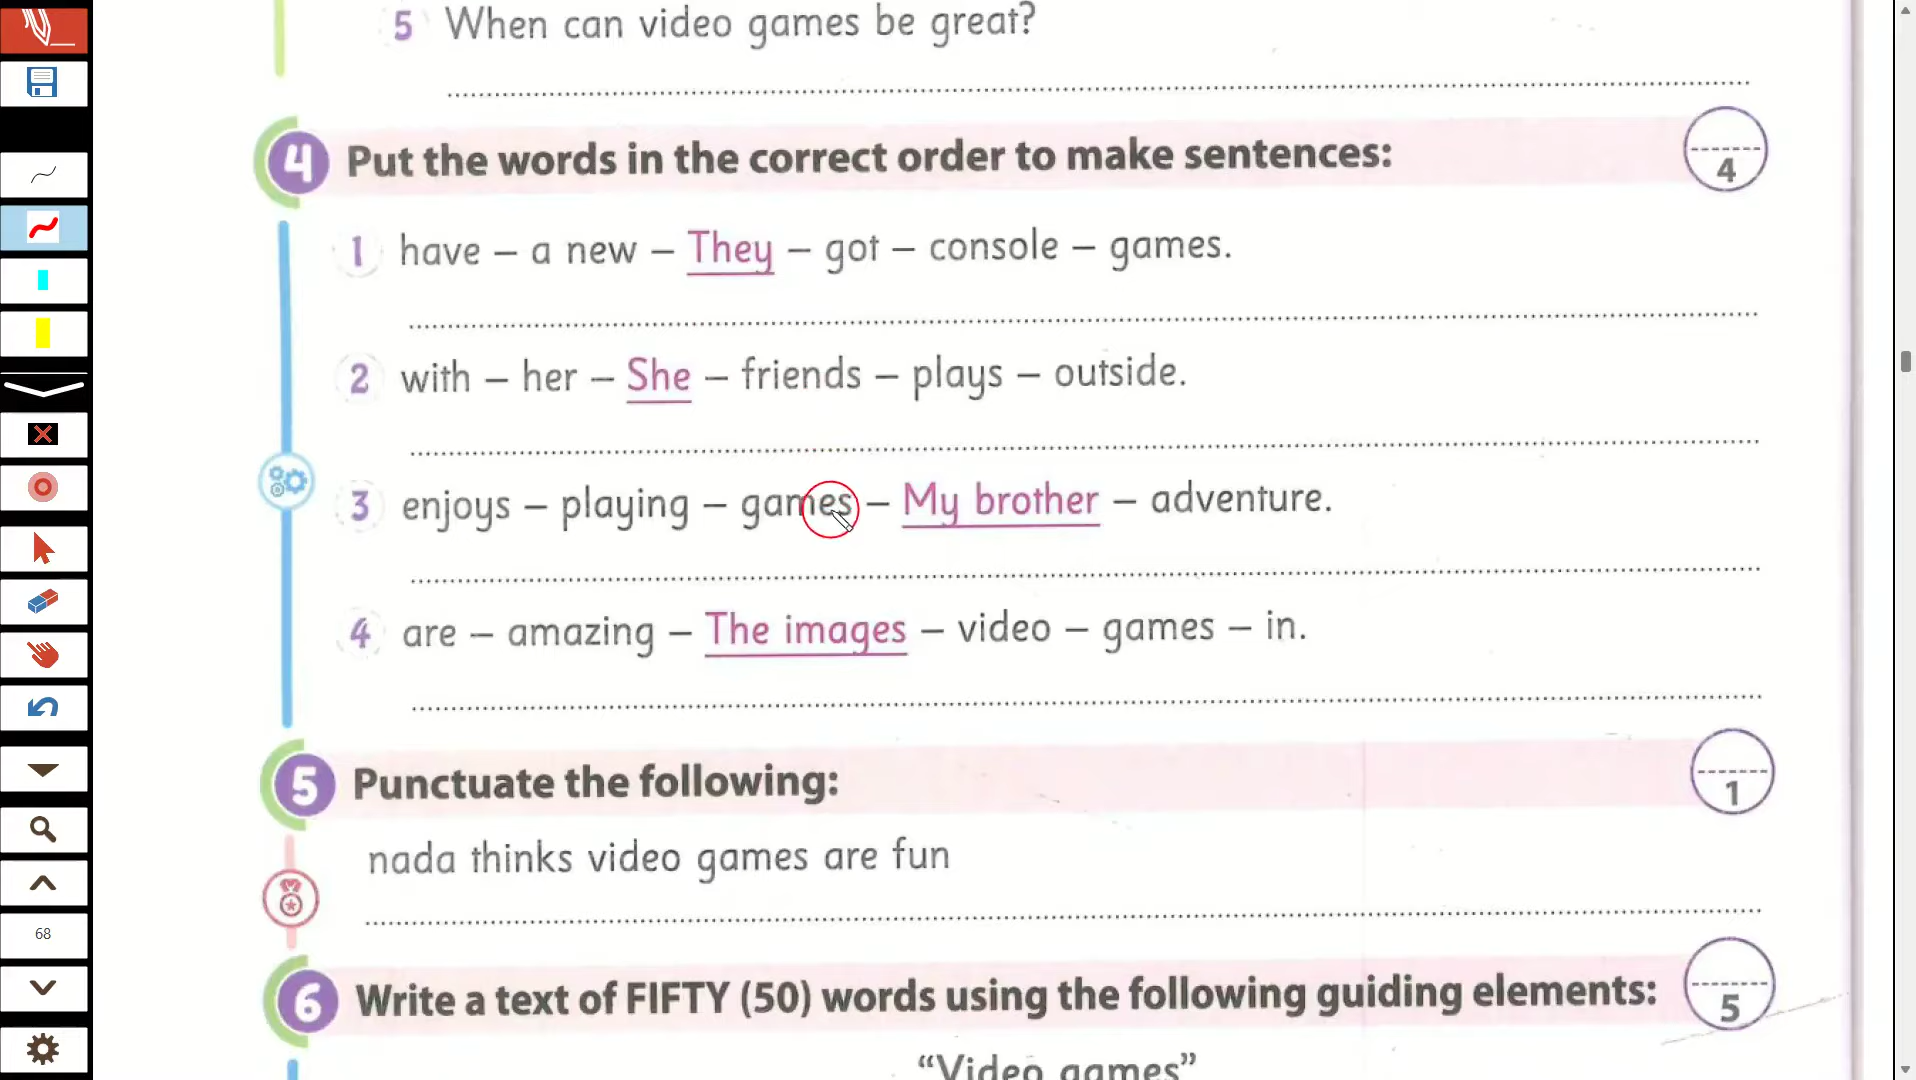 5 When can video games be great?
4 Put the words in the correct order to make sentences:
4
1 have – a new – They – got – console – games.
2 with – her – She – friends – plays – outside.
3 enjoys – playing – games – My brother – adventure.
4 are – amazing – The images – video – games – in.
5 Punctuate the following:
1
nada thinks video games are fun
6 Write a text of FIFTY (50) words using the following guiding elements:
5
“Video games”
68